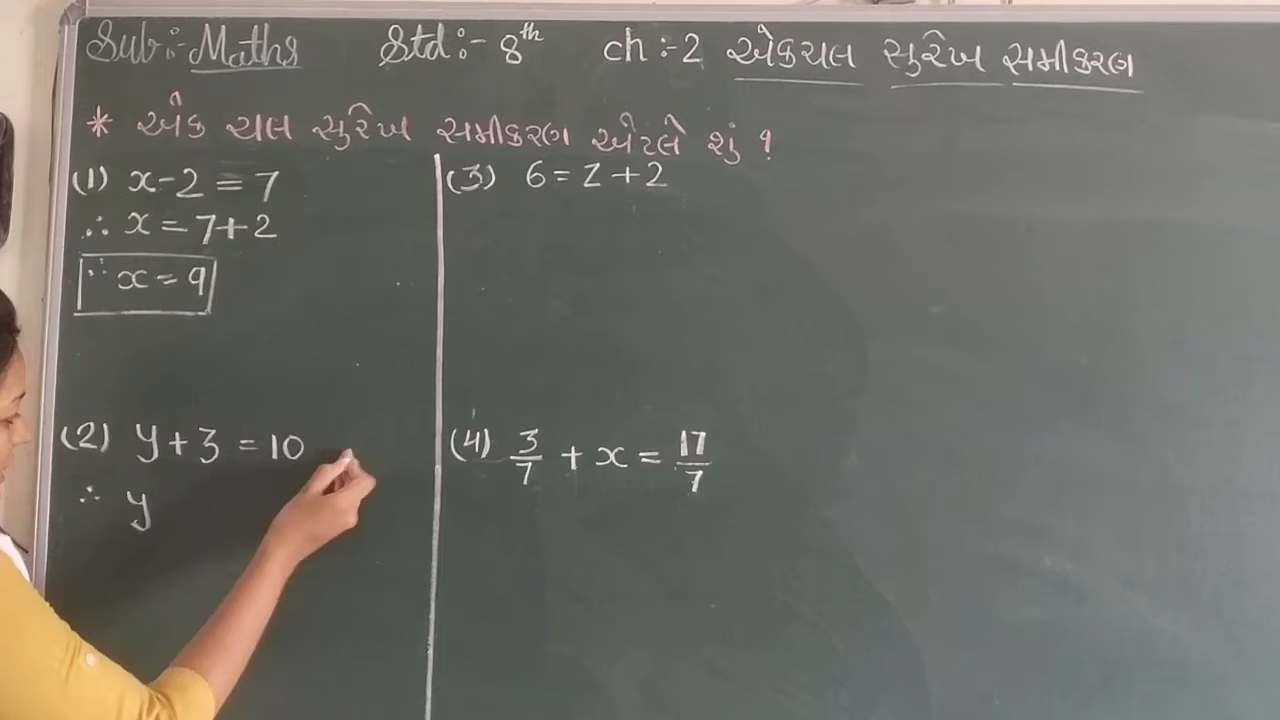 Sub:- Maths Std:- 8th ch:-2 એકચલ સુરેખ સમીકરણ
* એક ચલ સુરેખ સમીકરણ એટલે શું ?
(1) x-2=7
∴ x=7+2
∴ x=9
(2) y+3=10
∴ y
(3) 6=z+2
(4) 3/7 + x = 17/7